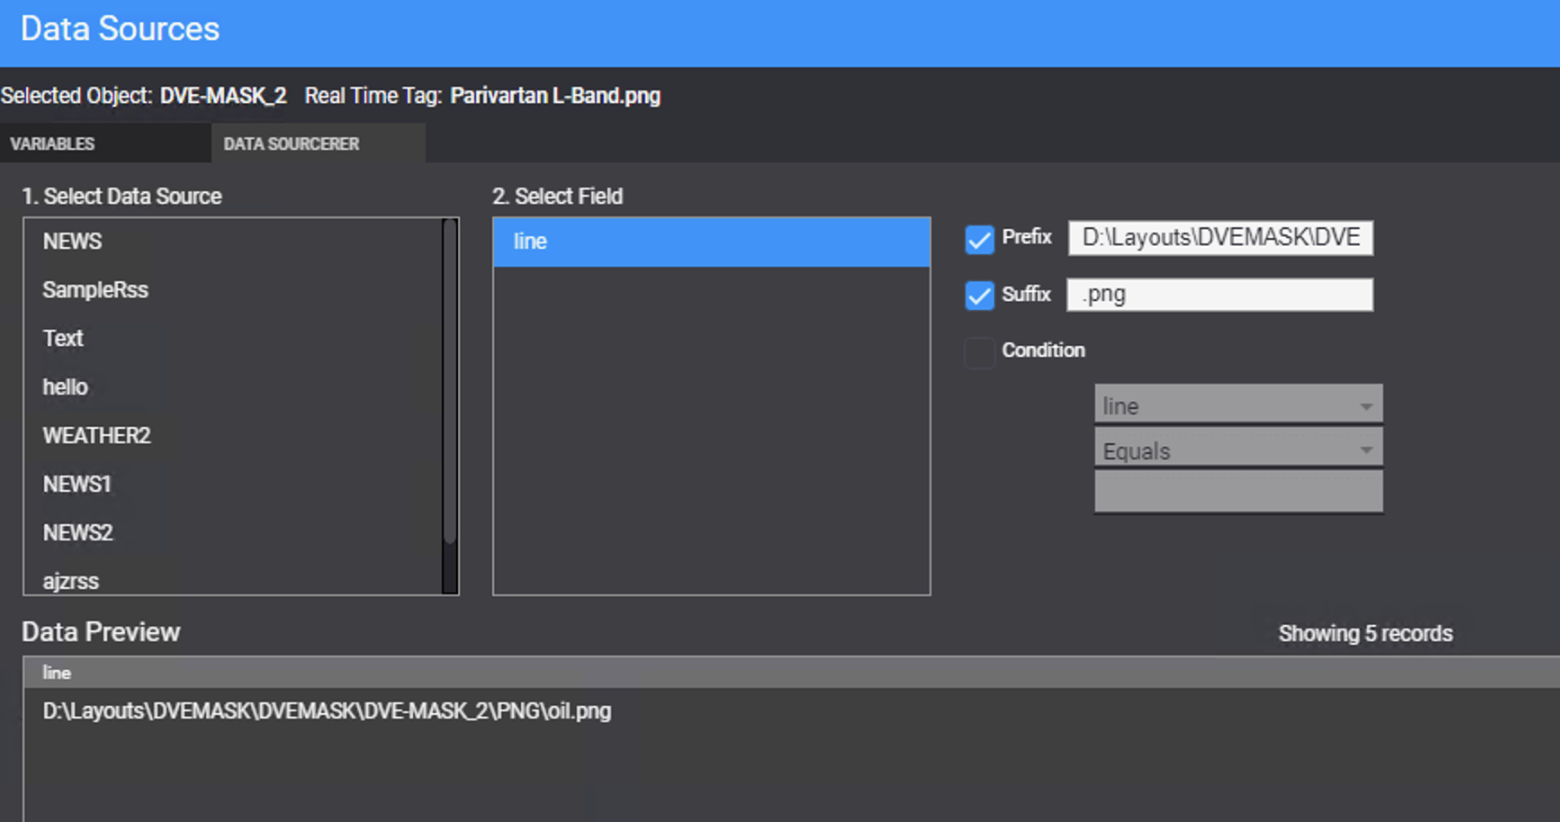 Data Sources
Selected Object: DVE-MASK_2 Real Time Tag: Parivartan L-Band.png
VARIABLES DATA SOURCERER
1. Select Data Source
NEWS
SampleRss
Text
hello
WEATHER2
NEWS1
NEWS2
ajzrss
2. Select Field
line
Prefix D:\Layouts\DVEMASK\DVE
Suffix .png
Condition
line
Equals
Data Preview
Showing 5 records
line
D:\Layouts\DVEMASK\DVEMASK\DVE-MASK_2\PNG\oil.png